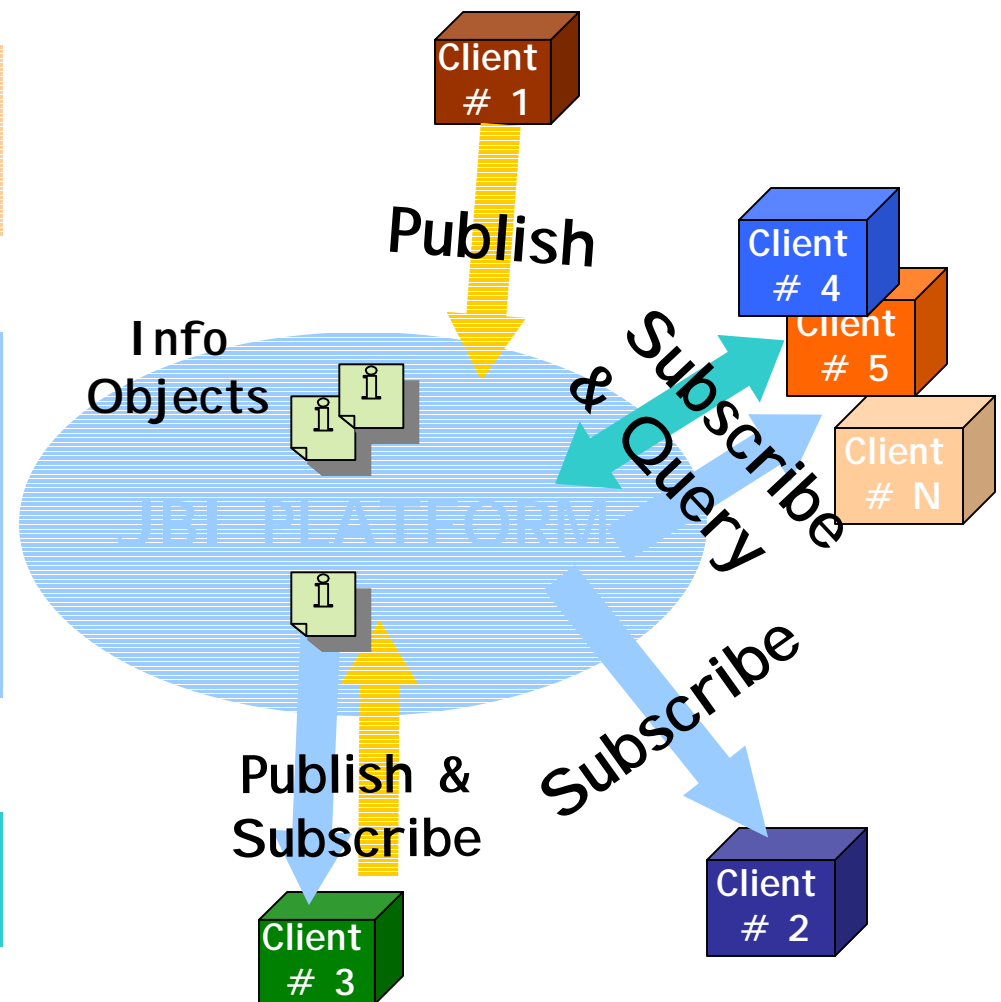 Client
# 1
Publish
Client
# 4
Client
# 5
Client
# N
Info
Objects
i
i
Subscribe
& Query
JBI PLATFORM
i
Subscribe
Publish &
Subscribe
Client
# 2
Client
# 3